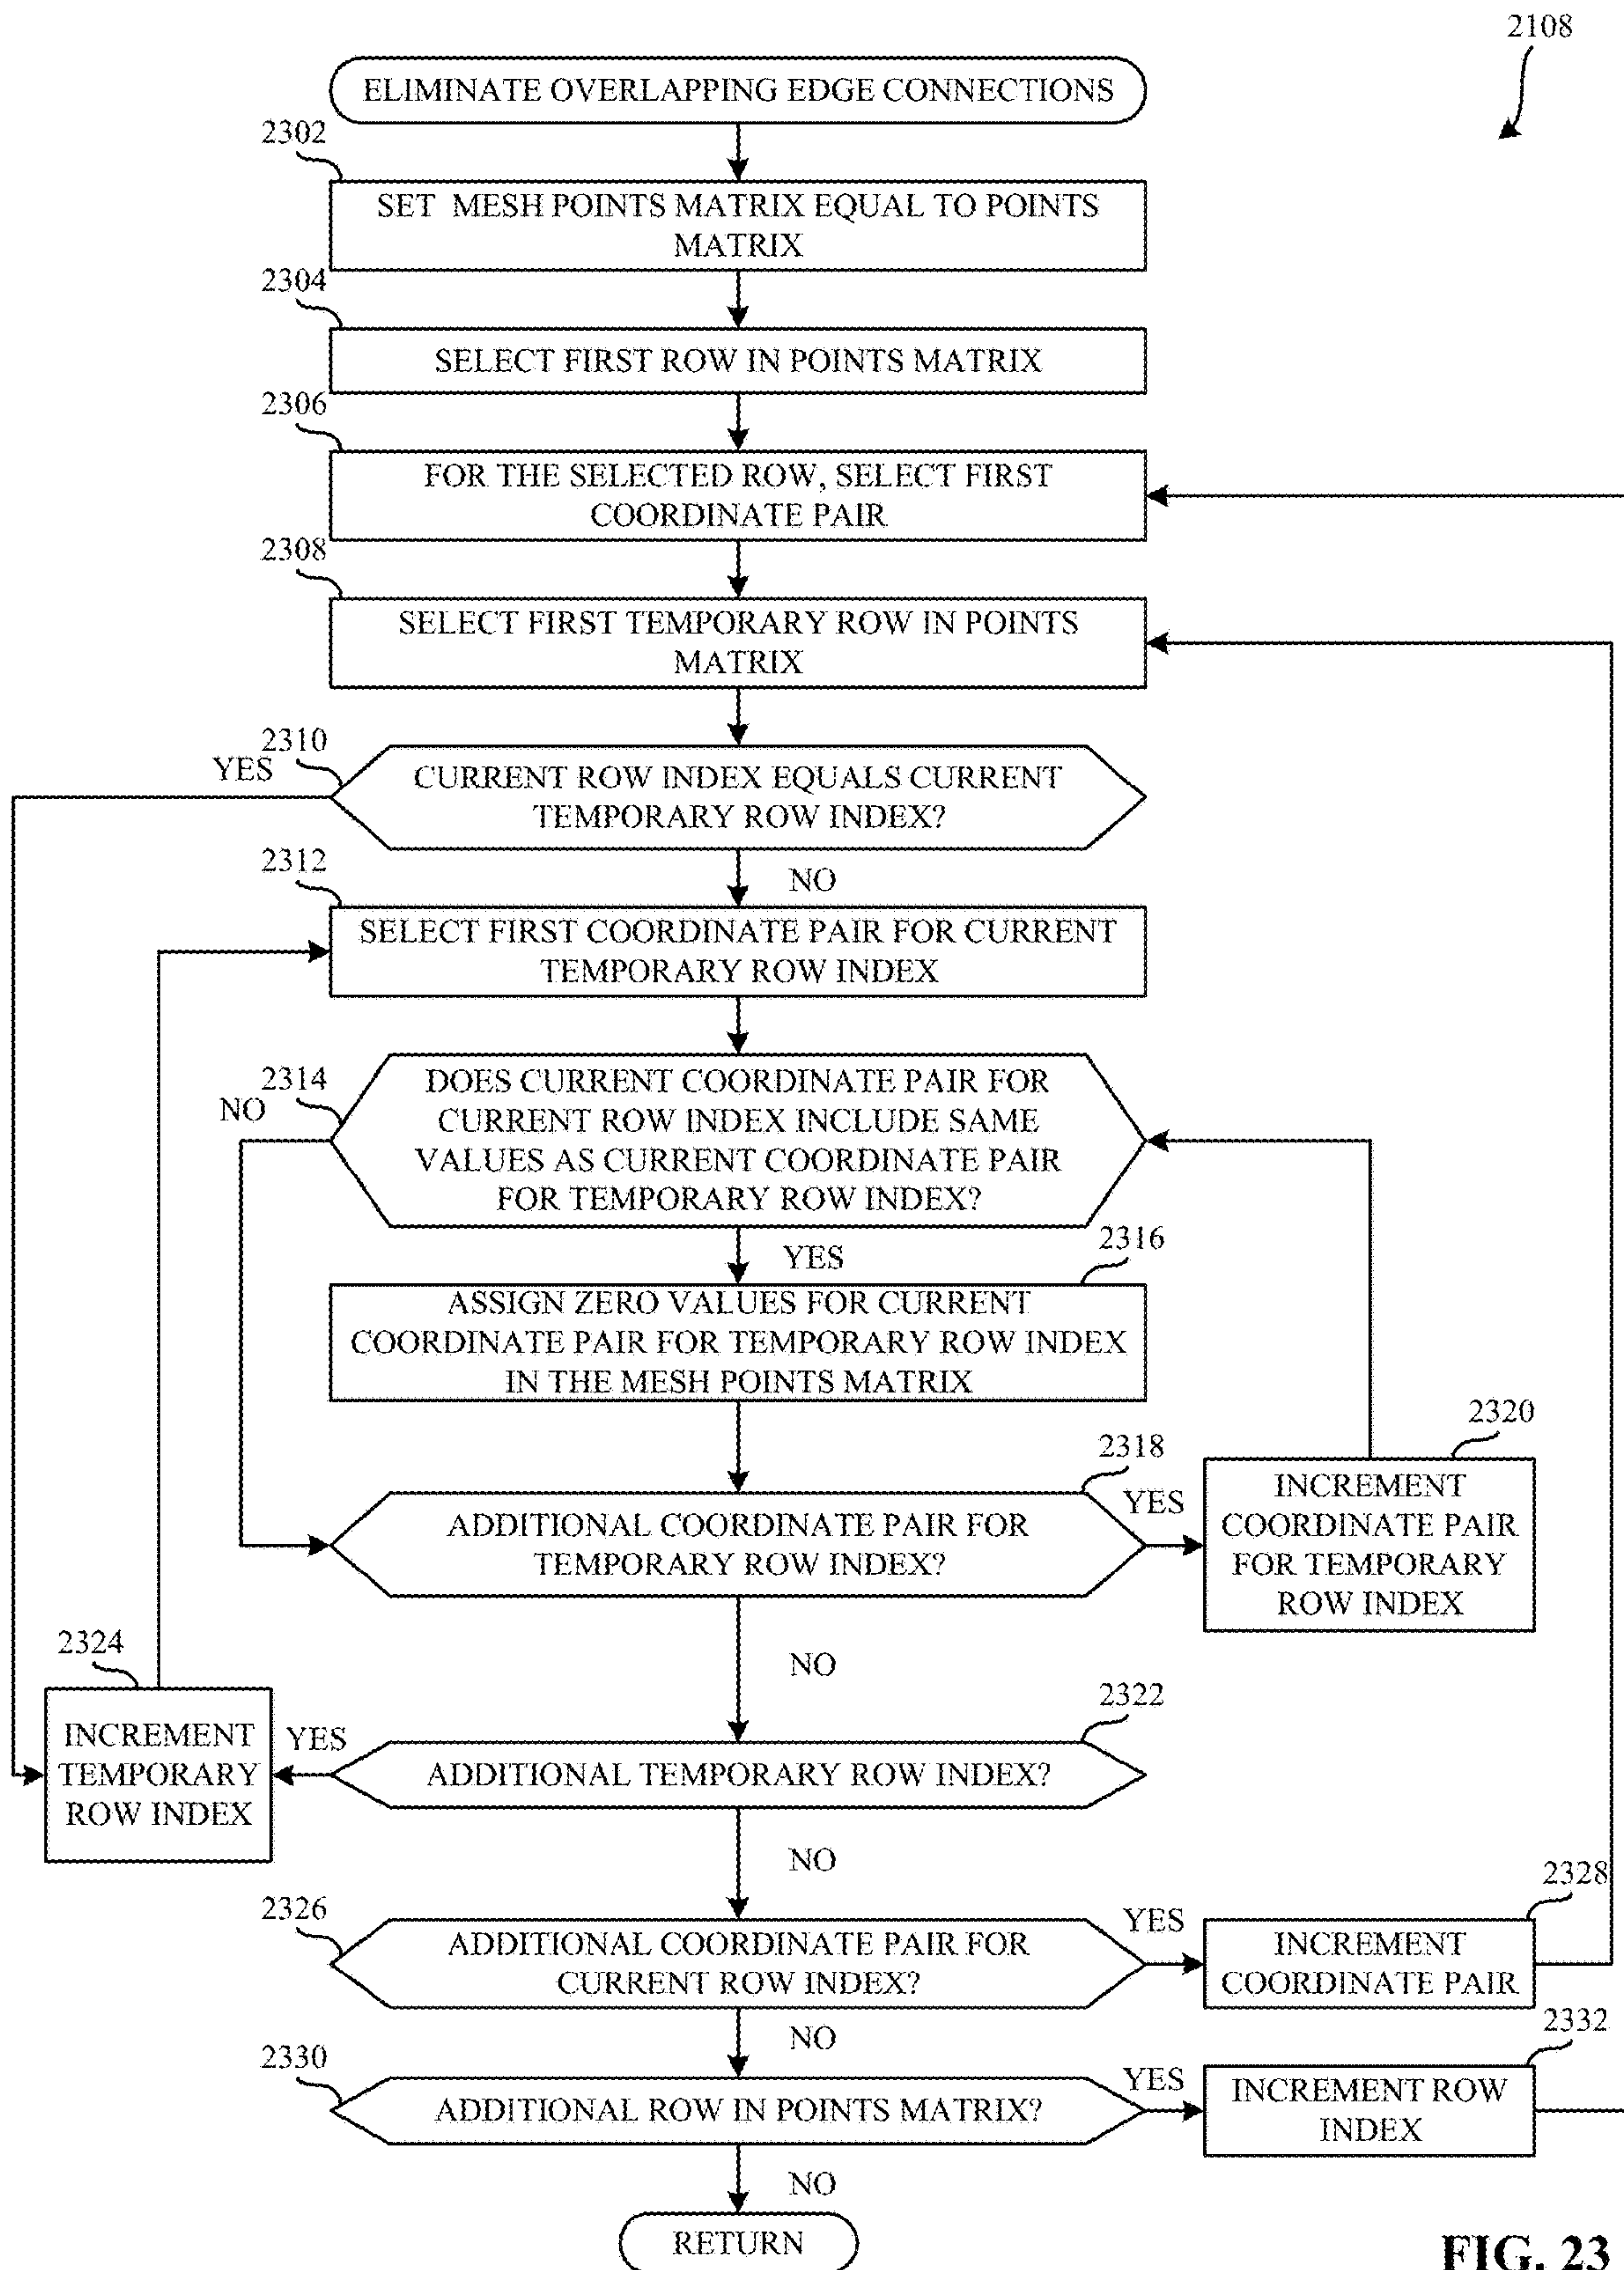 2108
ELIMINATE OVERLAPPING EDGE CONNECTIONS
2302
SET MESH POINTS MATRIX EQUAL TO POINTS
MATRIX
2304
SELECT FIRST ROW IN POINTS MATRIX
2306
FOR THE SELECTED ROW, SELECT FIRST
COORDINATE PAIR
2308
SELECT FIRST TEMPORARY ROW IN POINTS
MATRIX
2310
YES
CURRENT ROW INDEX EQUALS CURRENT
TEMPORARY ROW INDEX?
2312
NO
SELECT FIRST COORDINATE PAIR FOR CURRENT
TEMPORARY ROW INDEX
2314
NO
DOES CURRENT COORDINATE PAIR FOR
CURRENT ROW INDEX INCLUDE SAME
VALUES AS CURRENT COORDINATE PAIR
FOR TEMPORARY ROW INDEX?
YES
2316
ASSIGN ZERO VALUES FOR CURRENT
COORDINATE PAIR FOR TEMPORARY ROW INDEX
IN THE MESH POINTS MATRIX
2318
ADDITIONAL COORDINATE PAIR FOR
TEMPORARY ROW INDEX?
YES
2320
INCREMENT
COORDINATE PAIR
FOR TEMPORARY
ROW INDEX
NO
2324
INCREMENT
TEMPORARY
ROW INDEX
YES
2322
ADDITIONAL TEMPORARY ROW INDEX?
NO
2326
ADDITIONAL COORDINATE PAIR FOR
CURRENT ROW INDEX?
YES
2328
INCREMENT
COORDINATE PAIR
NO
2330
ADDITIONAL ROW IN POINTS MATRIX?
YES
2332
INCREMENT ROW
INDEX
NO
RETURN
FIG. 23